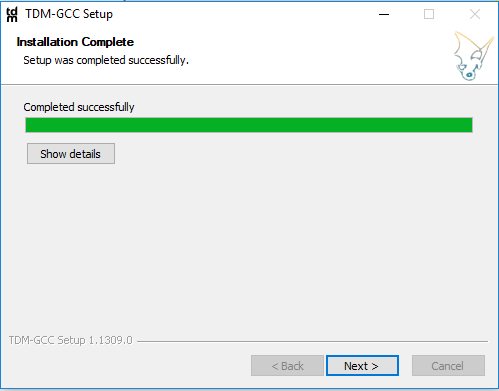 tdm TDM-GCC Setup
Installation Complete
Setup was completed successfully.
Completed successfully
Show details
TDM-GCC Setup 1.1309.0
< Back Next > Cancel